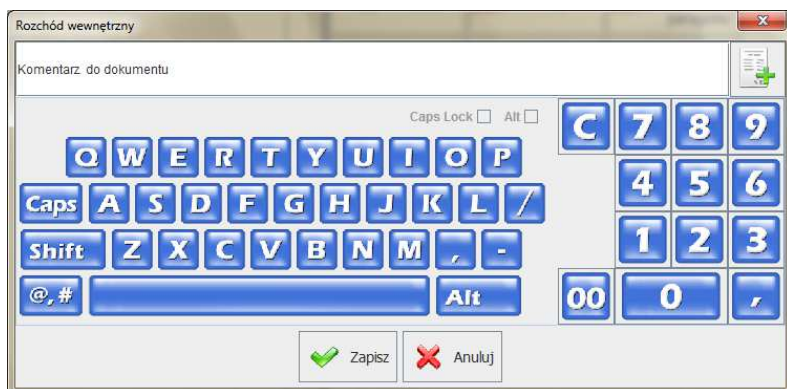 Rozchód wewnętrzny
Komentarz do dokumentu
Caps Lock Alt
C 7 8 9
Q W E R T Y U I O P
4 5 6
Caps A S D F G H J K L /
1 2 3
Shift Z X C V B N M , -
@,# Alt
00 0 ,
Zapisz Anuluj